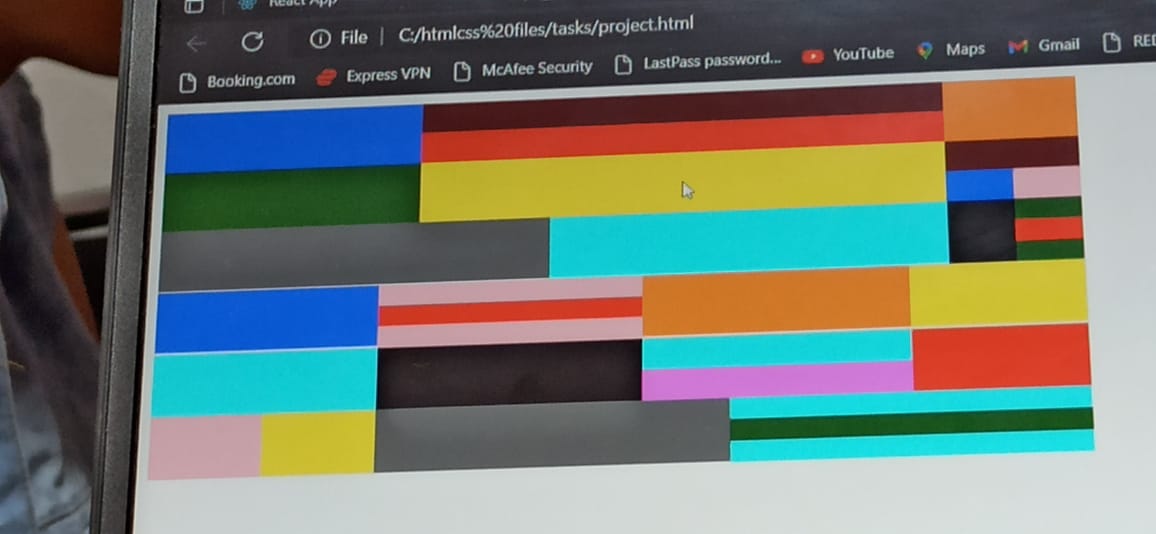 React App
File | C:/htmlcss%20files/tasks/project.html
Booking.com Express VPN McAfee Security LastPass password... YouTube Maps Gmail